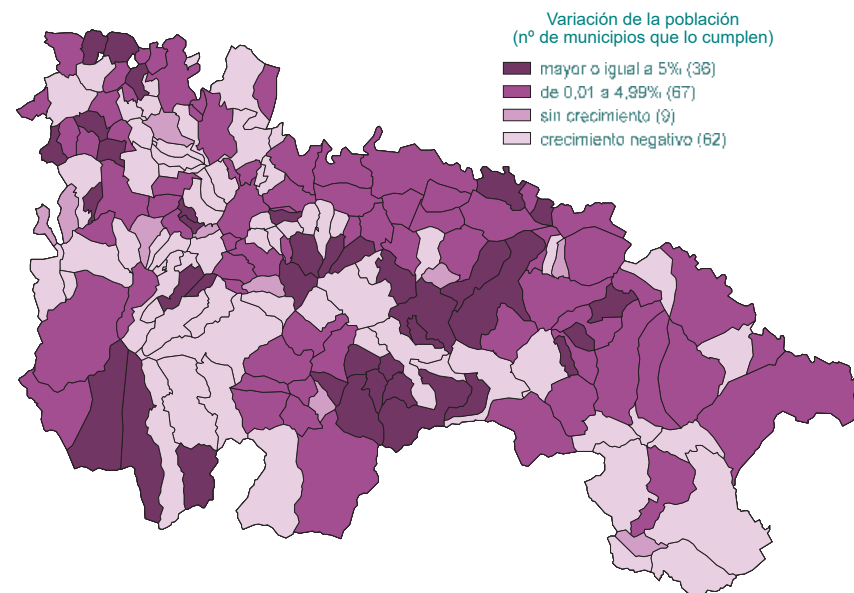 Variación de la población
(nº de municipios que lo cumplen)
mayor o igual a 5% (36)
de 0,01 a 4,99% (67)
sin crecimiento (9)
crecimiento negativo (62)